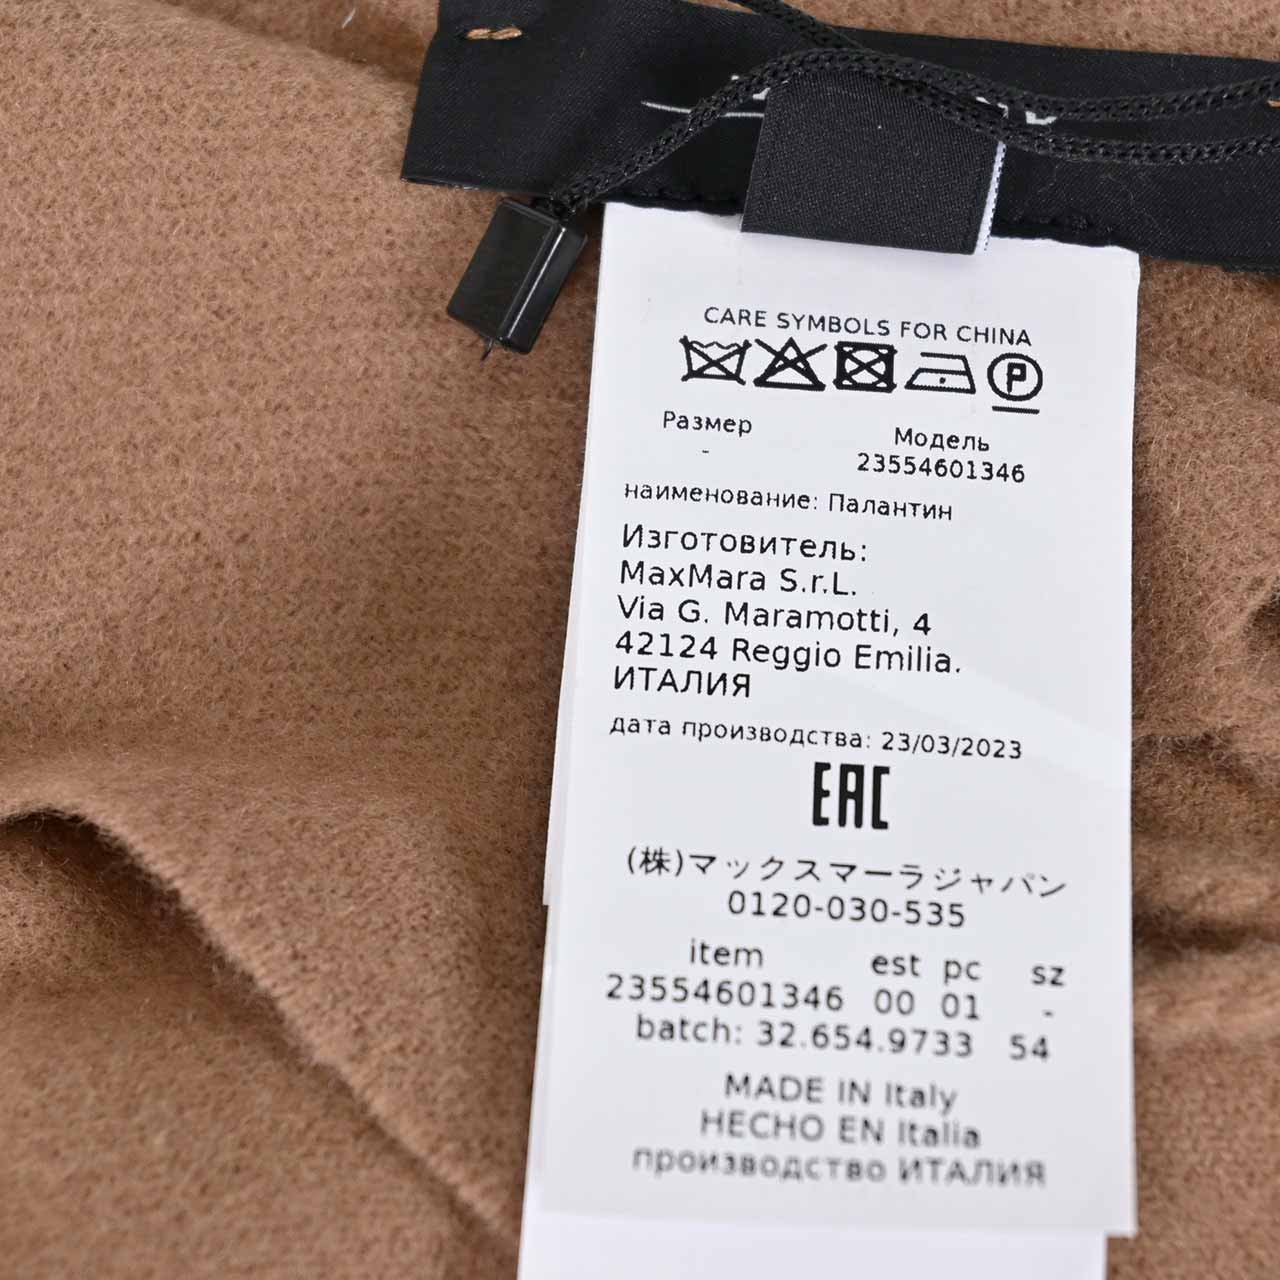 CARE SYMBOLS FOR CHINA
P
Размер
Модель
-
23554601346
наименование: Палантин
Изготовитель:
MaxMara S.r.L.
Via G. Maramotti, 4
42124 Reggio Emilia.
ИТАЛИЯ
дата производства: 23/03/2023
EAC
(株)マックスマーラジャパン
0120-030-535
item est pc sz
23554601346 00 01 -
batch: 32.654.9733 54
MADE IN Italy
HECHO EN Italia
производство ИТАЛИЯ